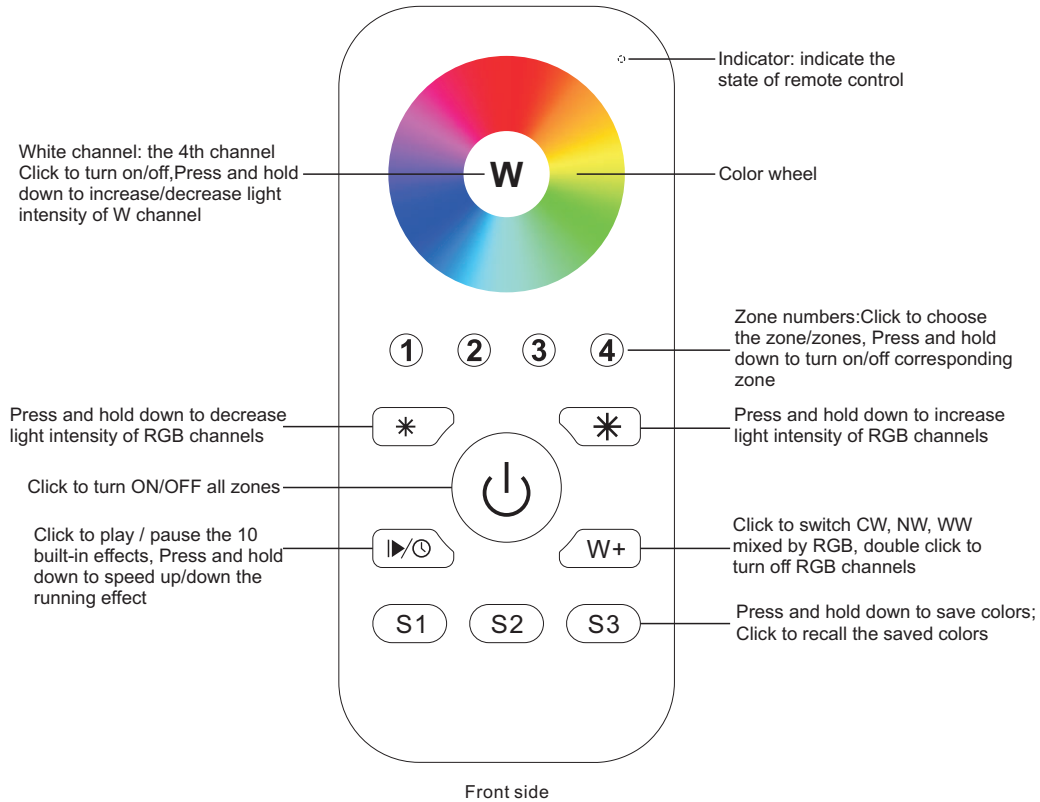 Indicator: indicate the
state of remote control
White channel: the 4th channel
Click to turn on/off,Press and hold
down to increase/decrease light
intensity of W channel
W
Color wheel
Zone numbers:Click to choose
the zone/zones, Press and hold
down to turn on/off corresponding
zone
1 2 3 4
Press and hold down to decrease
light intensity of RGB channels
Press and hold down to increase
light intensity of RGB channels
Click to turn ON/OFF all zones
Click to play / pause the 10
built-in effects, Press and hold
down to speed up/down the
running effect
W+
Click to switch CW, NW, WW
mixed by RGB, double click to
turn off RGB channels
S1 S2 S3
Press and hold down to save colors;
Click to recall the saved colors
Front side